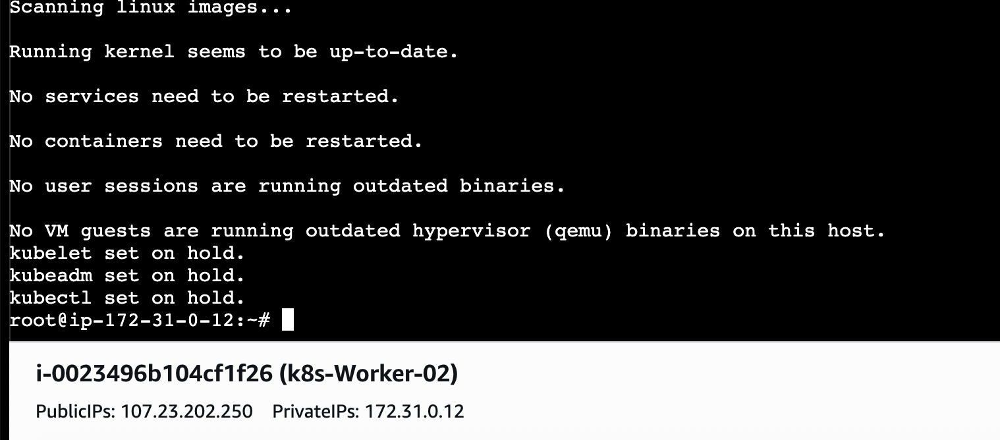 Scanning linux images...
Running kernel seems to be up-to-date.
No services need to be restarted.
No containers need to be restarted.
No user sessions are running outdated binaries.
No VM guests are running outdated hypervisor (qemu) binaries on this host.
kubelet set on hold.
kubeadm set on hold.
kubectl set on hold.
root@ip-172-31-0-12:~#
i-0023496b104cf1f26 (k8s-Worker-02)
PublicIPs: 107.23.202.250 PrivateIPs: 172.31.0.12